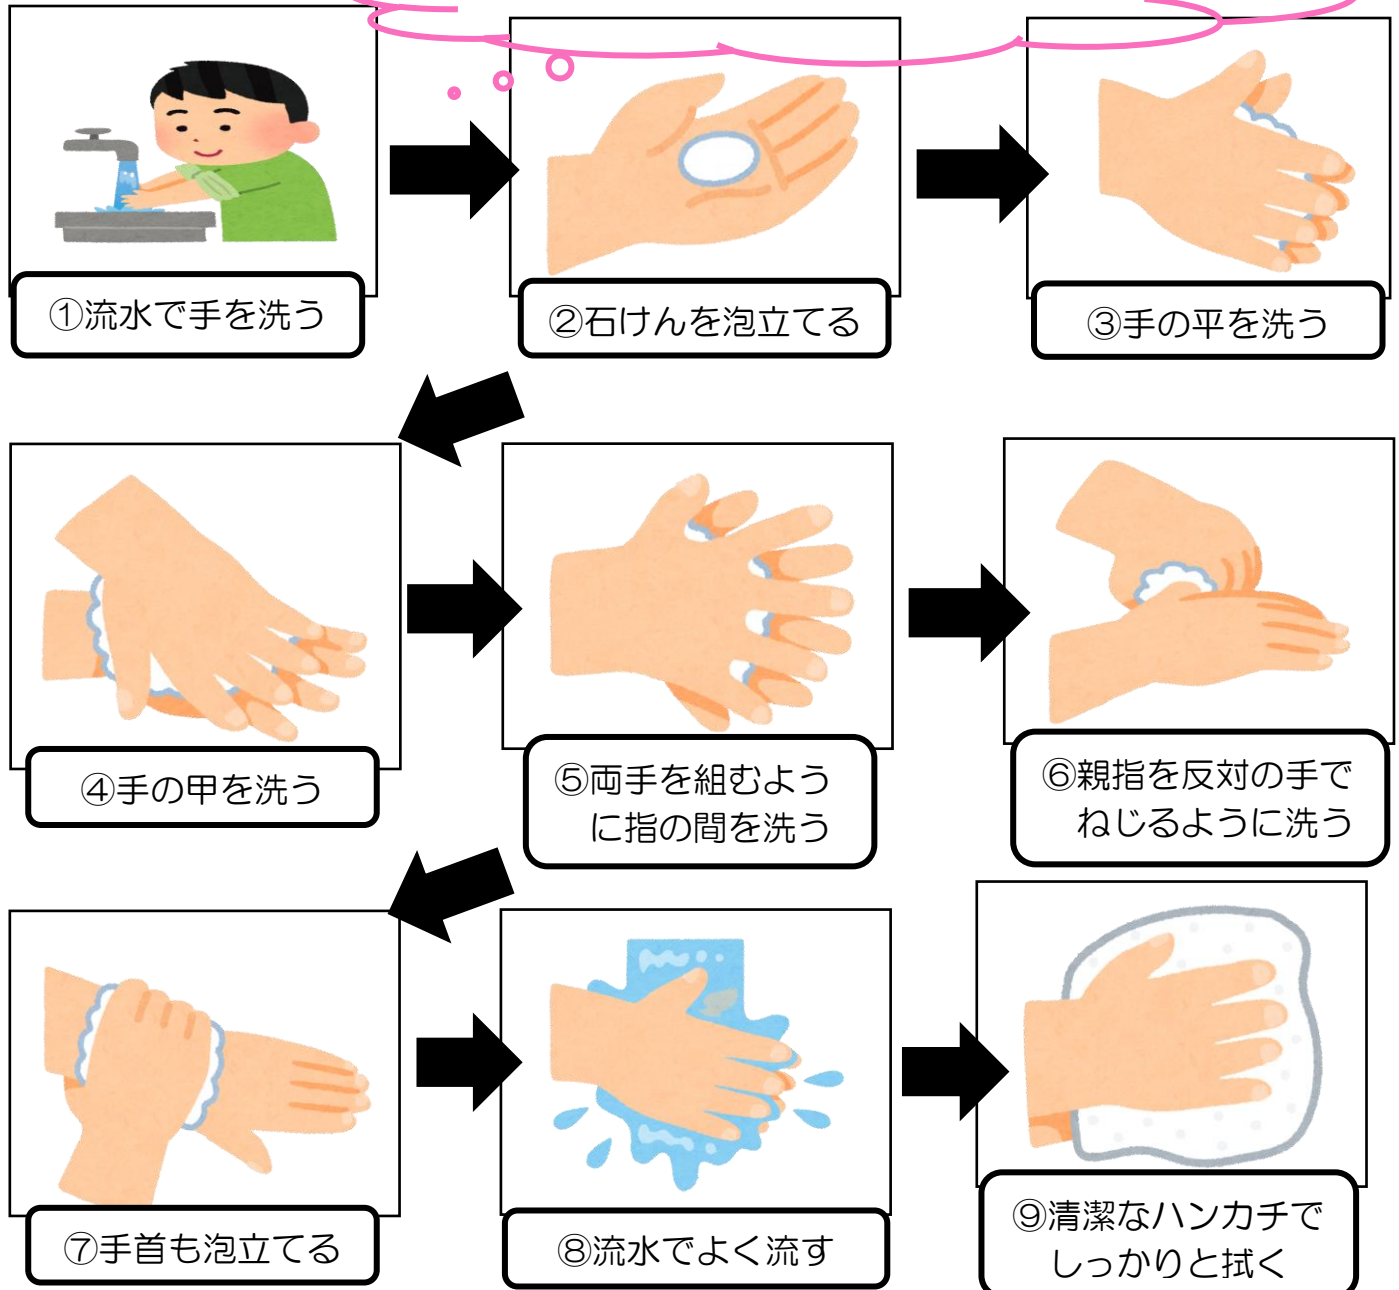 ①流水で手を洗う
②石けんを泡立てる
③手の平を洗う
④手の甲を洗う
⑤両手を組むよう
に指の間を洗う
⑥親指を反対の手で
ねじるように洗う
⑦手首も泡立てる
⑧流水でよく流す
⑨清潔なハンカチで
しっかりと拭く